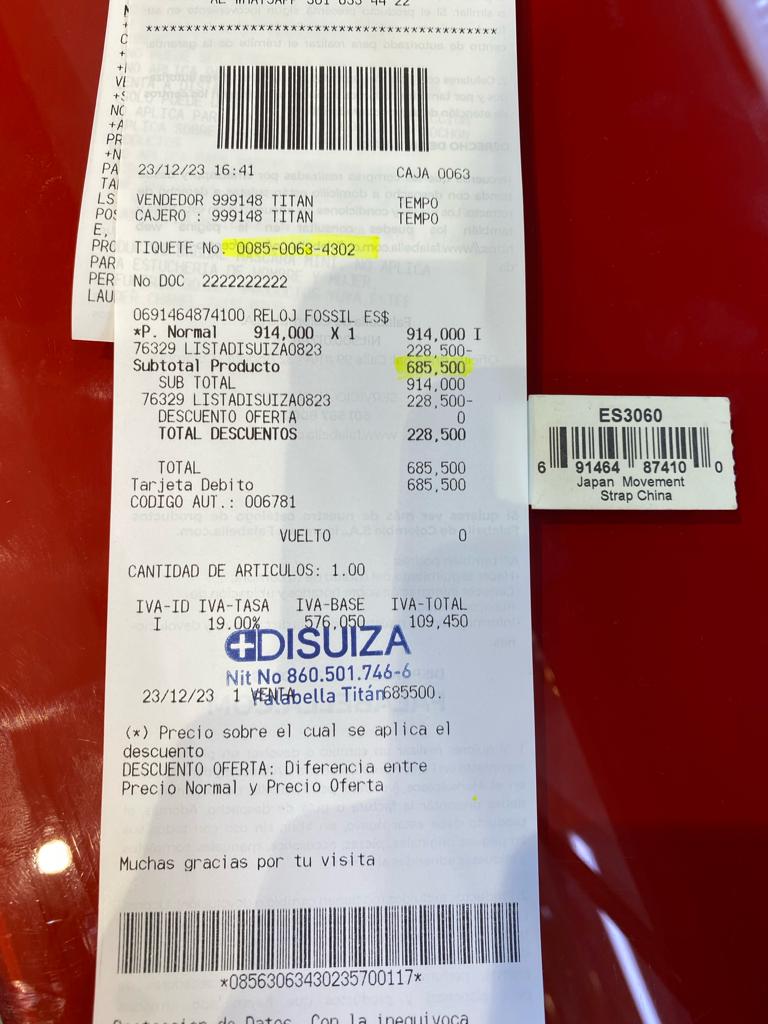 AL WHATSAPP 301 633 44 22
************************************************
23/12/23 16:41 CAJA 0063
VENDEDOR 999148 TITAN TEMPO
CAJERO : 999148 TITAN TEMPO
TIQUETE No. 0085-0063-4302
No DOC 2222222222
0691464874100 RELOJ FOSSIL ES$
*P. Normal 914,000 X 1 914,000 I
76329 LISTADISUIZA0823 228,500-
Subtotal Producto 685,500
SUB TOTAL 914,000
76329 LISTADISUIZA0823 228,500-
DESCUENTO OFERTA 0
TOTAL DESCUENTOS 228,500
TOTAL 685,500
Tarjeta Debito 685,500
CODIGO AUT.: 006781
VUELTO 0
CANTIDAD DE ARTICULOS: 1.00
IVA-ID IVA-TASA IVA-BASE IVA-TOTAL
I 19.00% 576,050 109,450
DISUIZA
Nit No 860.501.746-6
Falabella Titán
23/12/23 1 VENTA 685500.
(*) Precio sobre el cual se aplica el
descuento
DESCUENTO OFERTA: Diferencia entre
Precio Normal y Precio Oferta
Muchas gracias por tu visita
*08563063430235700117*
ES3060
6 91464 87410 0
Japan Movement
Strap China